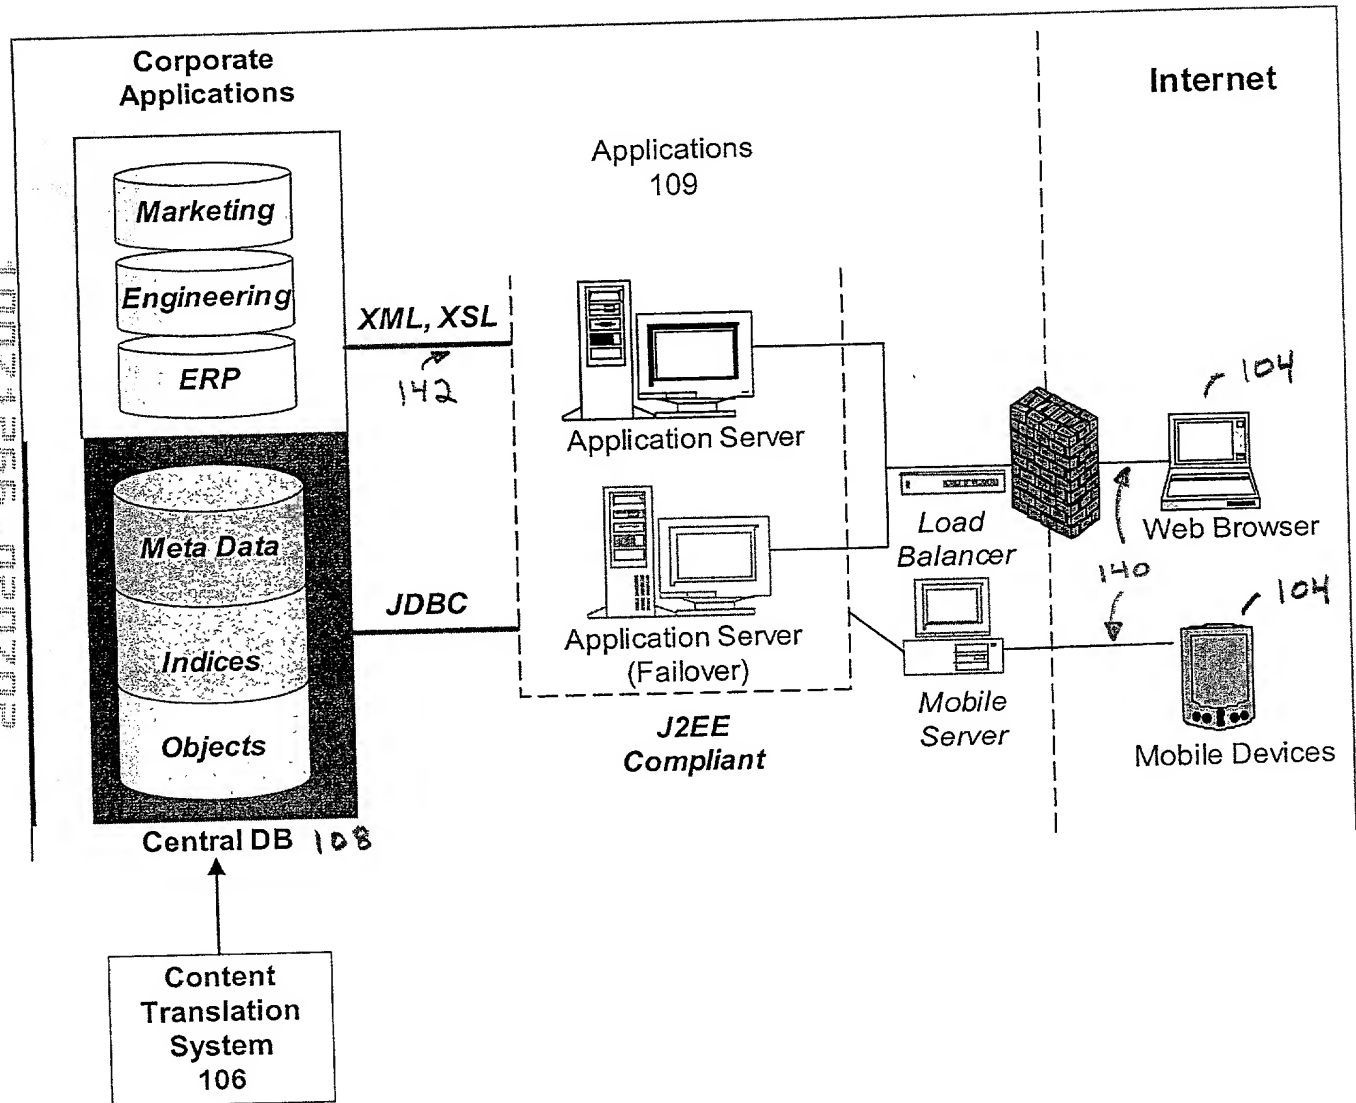 Corporate
Applications
Internet
Applications
109
Marketing
Engineering
ERP
XML, XSL
142
Application Server
104
Web Browser
Load
Balancer
140
Meta Data
Indices
Objects
JDBC
Application Server
(Failover)
104
Mobile
Server
Mobile Devices
J2EE
Compliant
Central DB 108
Content
Translation
System
106